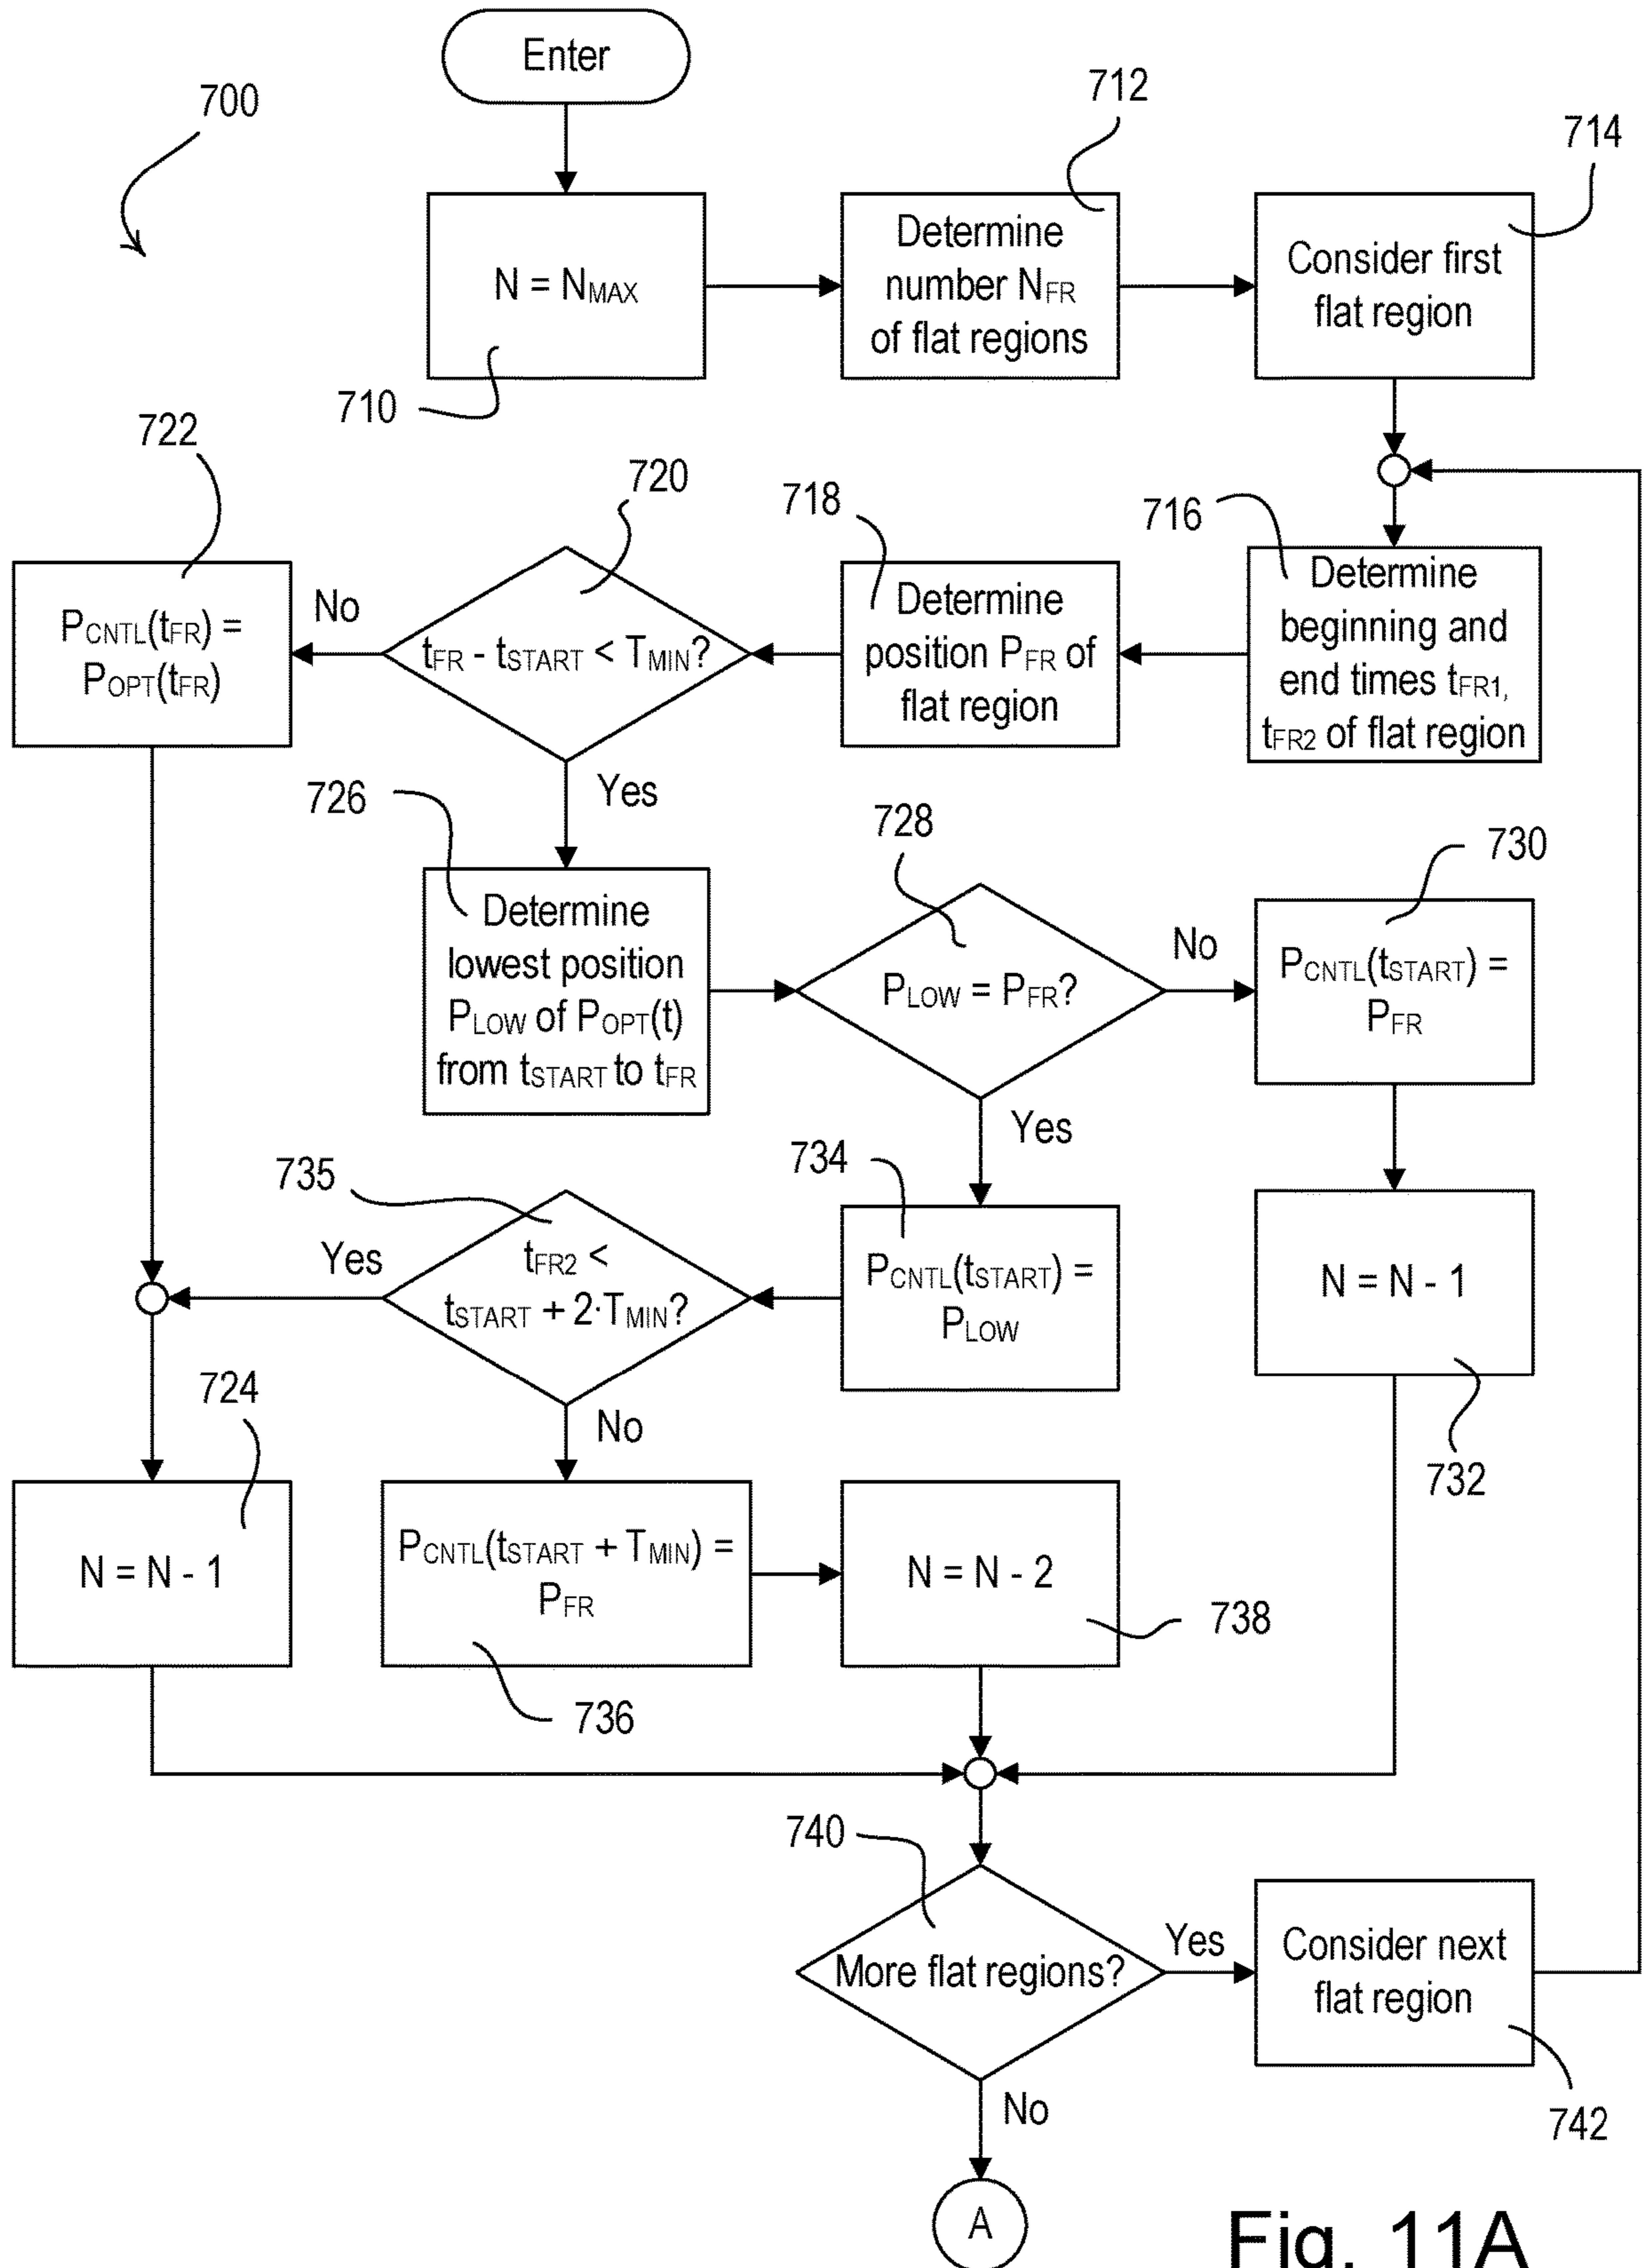 Enter
700
712
714
N = NMAX
Determine
number NFR
of flat regions
Consider first
flat region
710
722
720
718
716
PCNTL(tFR) =
POPT(tFR)
No
tFR - tSTART < TMIN?
Determine
position PFR of
flat region
Determine
beginning and
end times tFR1,
tFR2 of flat region
Yes
726
728
730
Determine
lowest position
PLOW of POPT(t)
from tSTART to tFR
PLOW = PFR?
No
PCNTL(tSTART) =
PFR
Yes
735
734
Yes
tFR2 <
tSTART + 2·TMIN?
PCNTL(tSTART) =
PLOW
N = N - 1
724
No
732
N = N - 1
PCNTL(tSTART + TMIN) =
PFR
N = N - 2
738
736
740
More flat regions?
Yes
Consider next
flat region
No
742
A
Fig. 11A